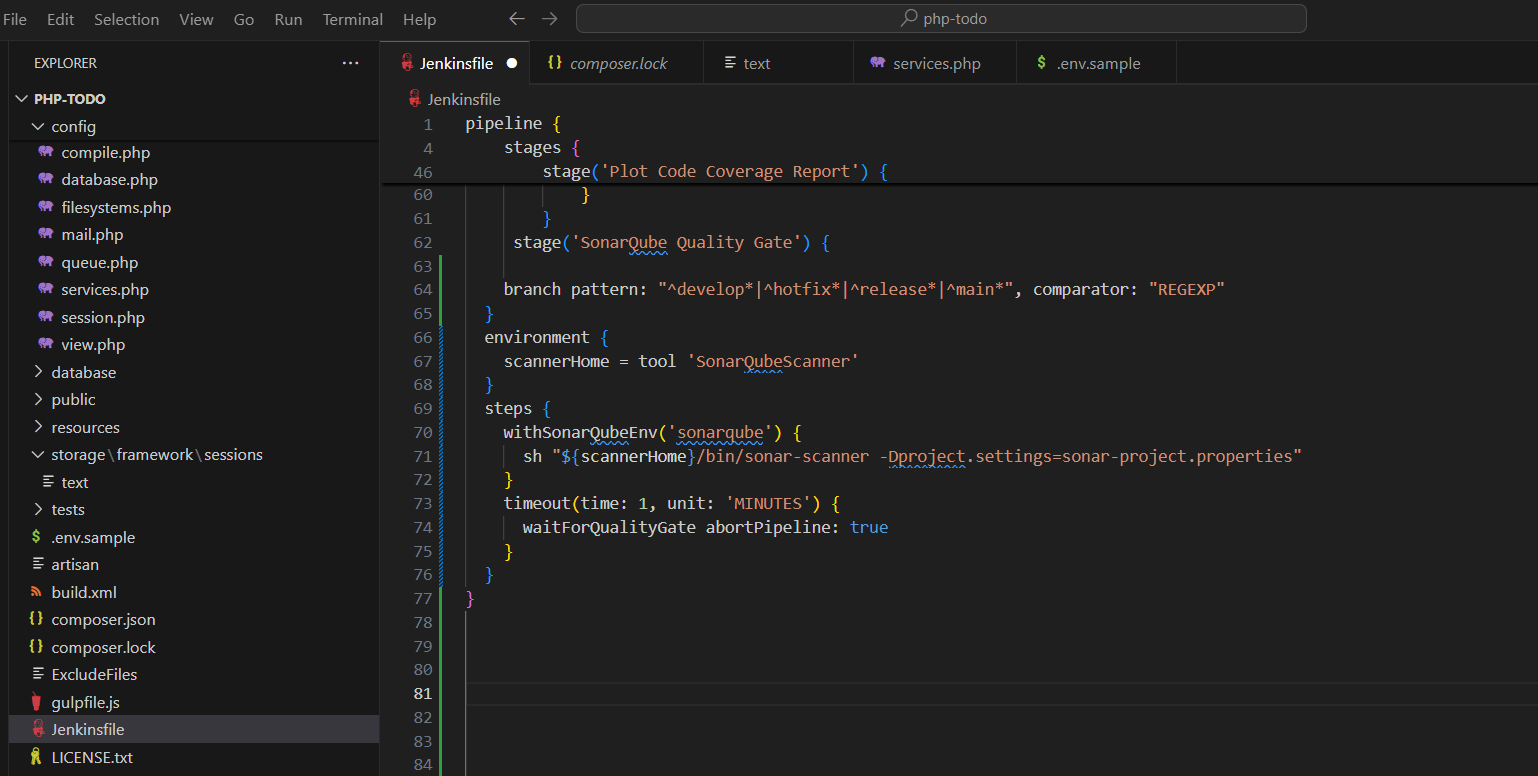 File Edit Selection View Go Run Terminal Help ← → php-todo
EXPLORER ···
PHP-TODO
config
compile.php
database.php
filesystems.php
mail.php
queue.php
services.php
session.php
view.php
database
public
resources
storage\framework\sessions
text
tests
$ .env.sample
artisan
build.xml
{} composer.json
{} composer.lock
ExcludeFiles
gulpfile.js
Jenkinsfile
LICENSE.txt
Jenkinsfile ● {} composer.lock text services.php $ .env.sample
Jenkinsfile
1 pipeline {
4 stages {
46 stage('Plot Code Coverage Report') {
60 }
61 }
62 stage('SonarQube Quality Gate') {
63
64 branch pattern: "^develop*|^hotfix*|^release*|^main*", comparator: "REGEXP"
65 }
66 environment {
67 scannerHome = tool 'SonarQubeScanner'
68 }
69 steps {
70 withSonarQubeEnv('sonarqube') {
71 sh "${scannerHome}/bin/sonar-scanner -Dproject.settings=sonar-project.properties"
72 }
73 timeout(time: 1, unit: 'MINUTES') {
74 waitForQualityGate abortPipeline: true
75 }
76 }
77 }
78
79
80
81
82
83
84